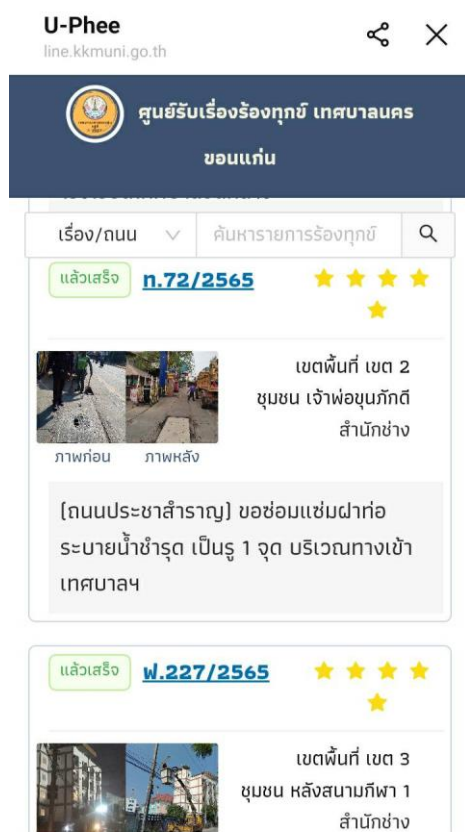 U-Phee
line.kkmuni.go.th
ศูนย์รับเรื่องร้องทุกข์ เทศบาลนคร
ขอนแก่น
เรื่อง/ถนน
ค้นหารายการร้องทุกข์
แล้วเสร็จ
ท.72/2565
เขตพื้นที่ เขต 2
ชุมชน เจ้าพ่อขุนภักดี
สำนักช่าง
ภาพก่อน
ภาพหลัง
(ถนนประชาสำราญ) ขอซ่อมแซ่มฝาท่อ
ระบายน้ำชำรุด เป็นรู 1 จุด บริเวณทางเข้า
เทศบาลฯ
แล้วเสร็จ
ฟ.227/2565
เขตพื้นที่ เขต 3
ชุมชน หลังสนามกีฬา 1
สำนักช่าง